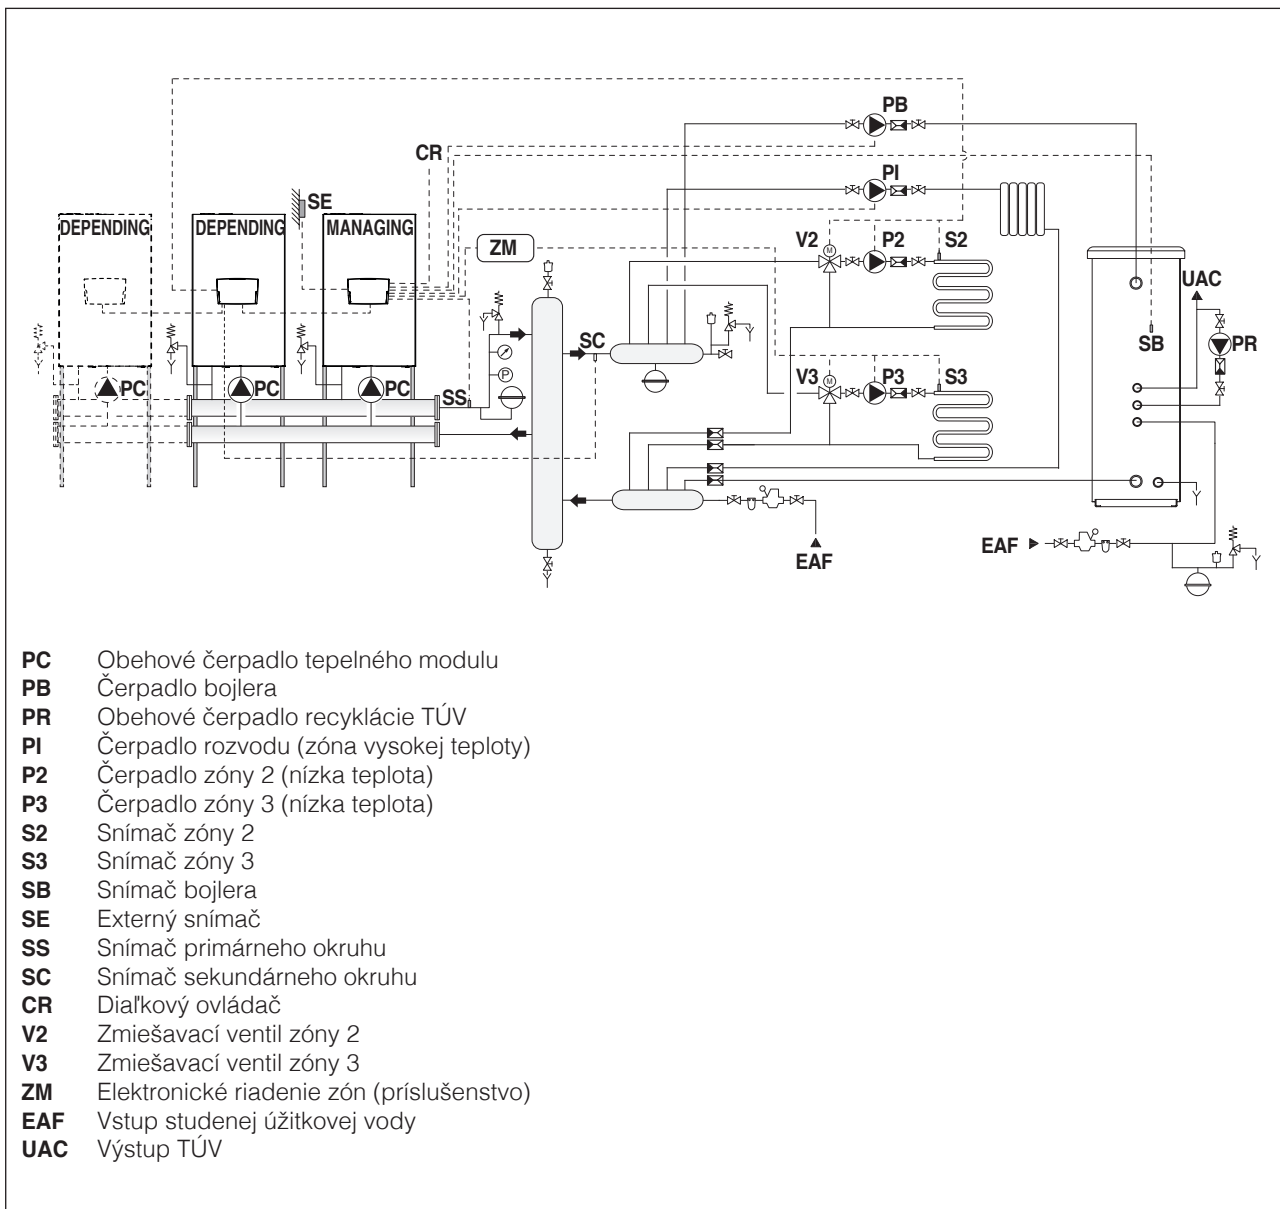 PB
CR
PI
SE
DEPENDING
DEPENDING
MANAGING
V2
M
P2
S2
ZM
UAC
SC
SB
PR
P
V3
M
P3
S3
PC
PC
PC
SS
EAF
EAF
PC Obehové čerpadlo tepelného modulu
PB Čerpadlo bojlera
PR Obehové čerpadlo recyklácie TÚV
PI Čerpadlo rozvodu (zóna vysokej teploty)
P2 Čerpadlo zóny 2 (nízka teplota)
P3 Čerpadlo zóny 3 (nízka teplota)
S2 Snímač zóny 2
S3 Snímač zóny 3
SB Snímač bojlera
SE Externý snímač
SS Snímač primárneho okruhu
SC Snímač sekundárneho okruhu
CR Diaľkový ovládač
V2 Zmiešavací ventil zóny 2
V3 Zmiešavací ventil zóny 3
ZM Elektronické riadenie zón (príslušenstvo)
EAF Vstup studenej úžitkovej vody
UAC Výstup TÚV